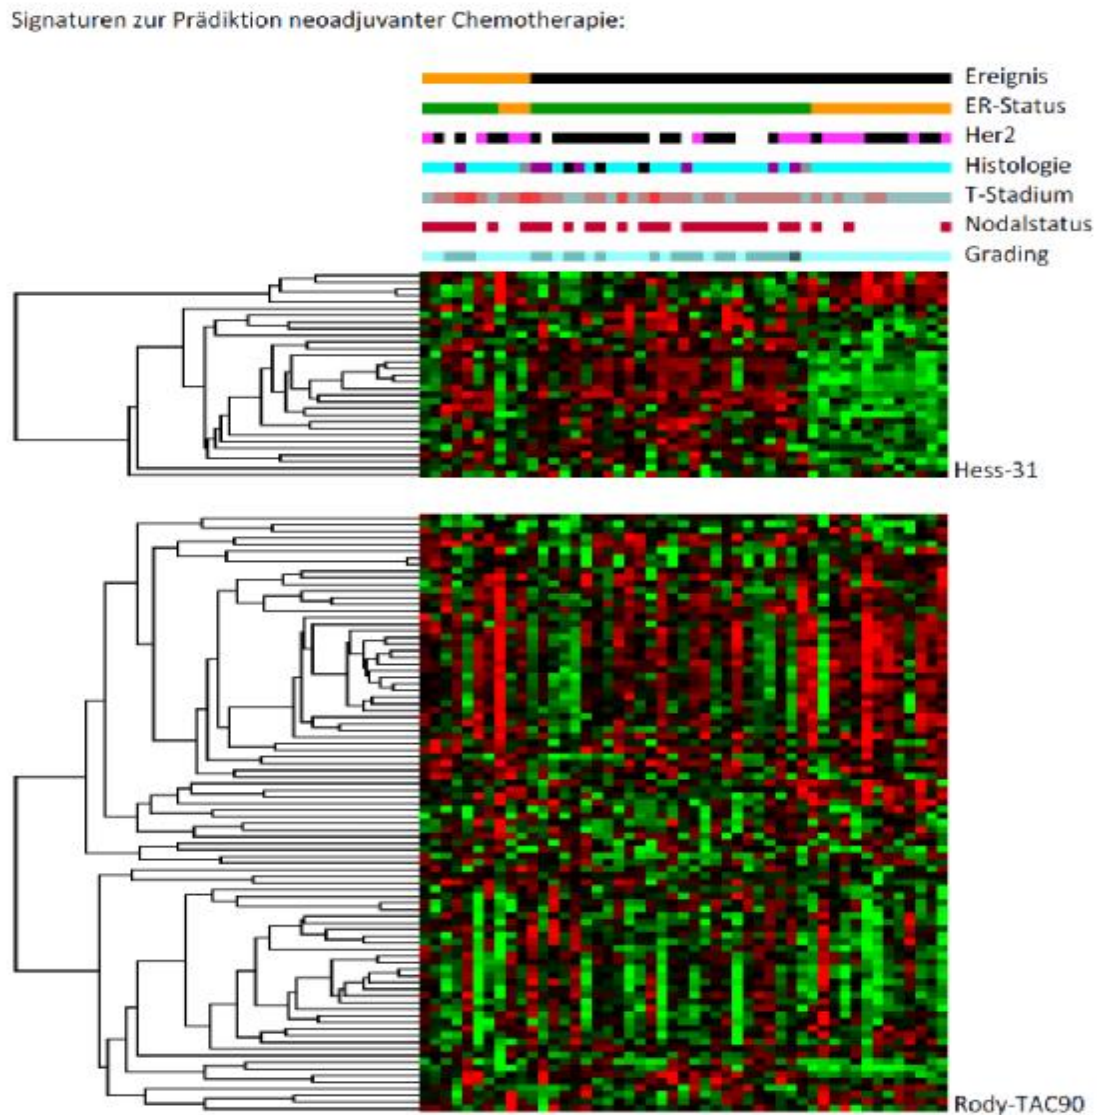 Signaturen zur Prädiktion neoadjuvanter Chemotherapie:
Ereignis
ER-Status
Her2
Histologie
T-Stadium
Nodalstatus
Grading
Hess-31
Rody-TAC90